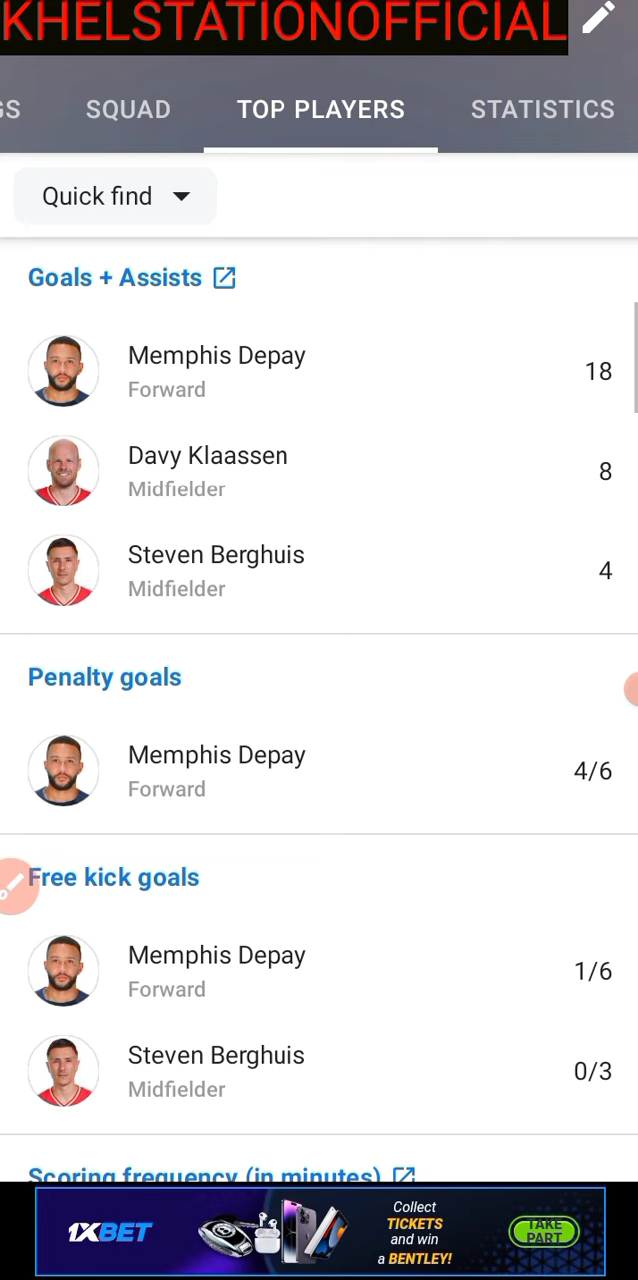 KHELSTATIONOFFICIAL
GS SQUAD TOP PLAYERS STATISTICS
Quick find
Goals + Assists
Memphis Depay
Forward
18
Davy Klaassen
Midfielder
8
Steven Berghuis
Midfielder
4
Penalty goals
Memphis Depay
Forward
4/6
Free kick goals
Memphis Depay
Forward
1/6
Steven Berghuis
Midfielder
0/3
Scoring frequency (in minutes)
1XBET
Collect
TICKETS
and win
a BENTLEY!
TAKE
PART